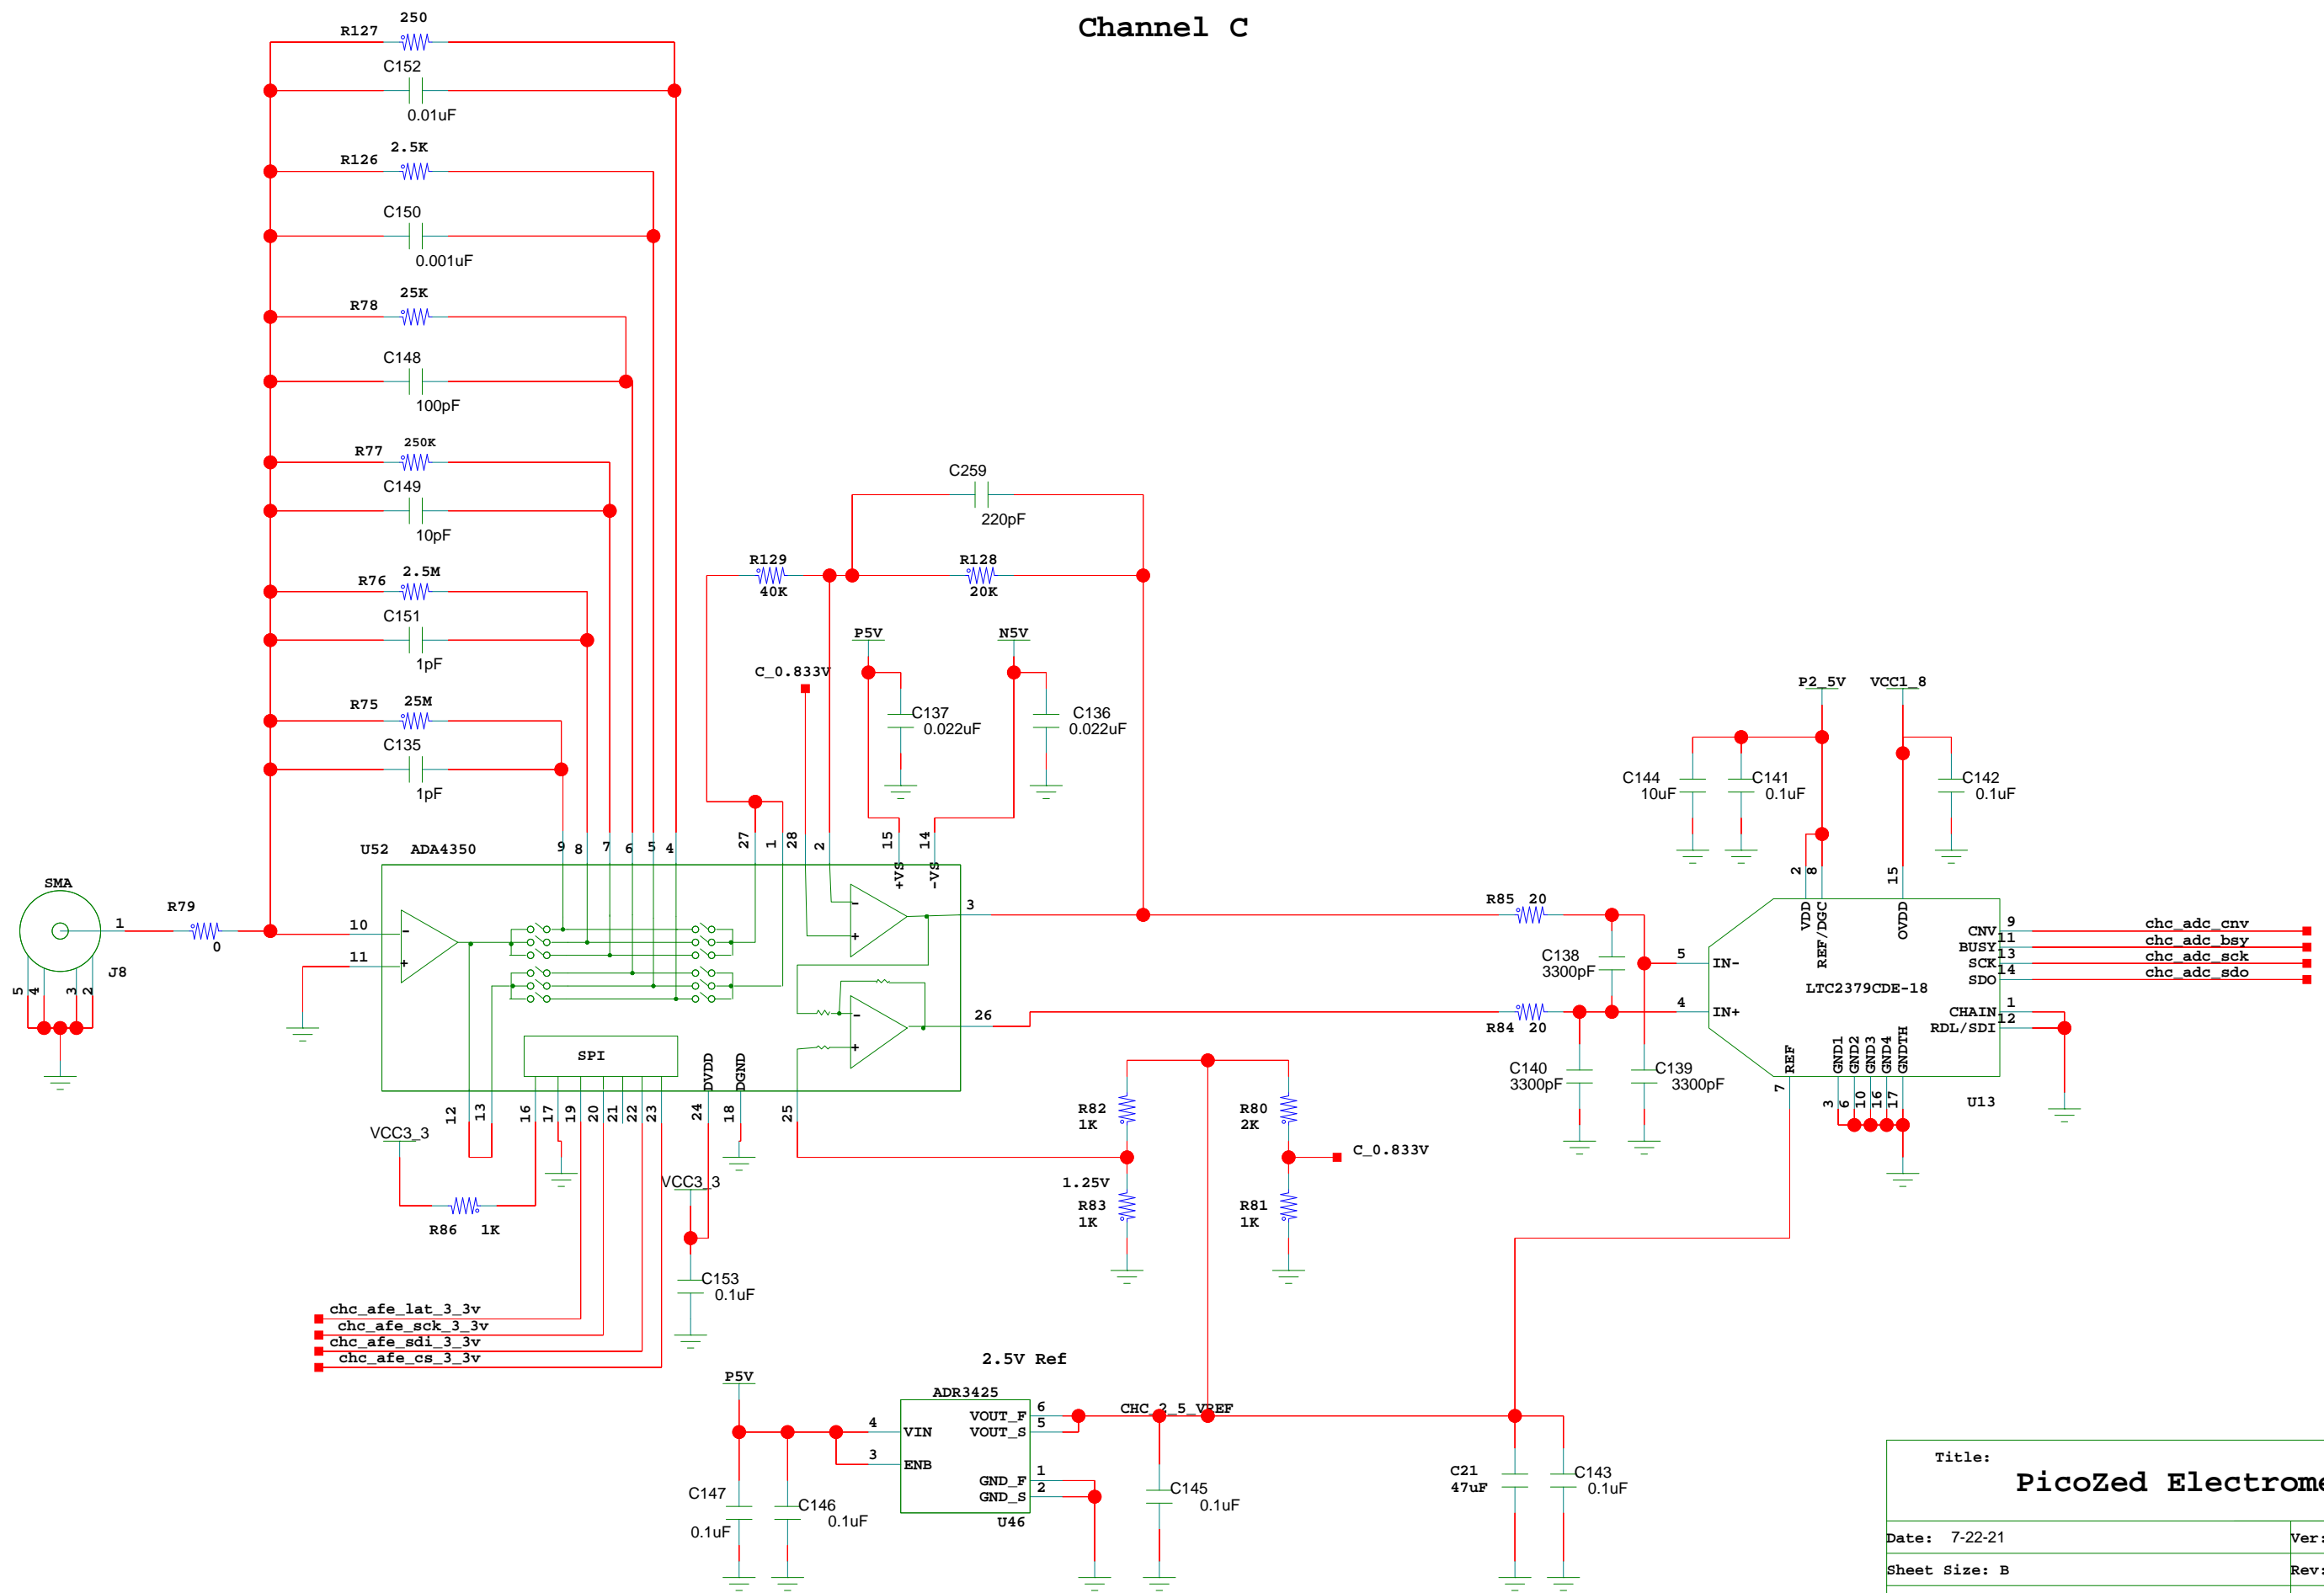 Channel C
R127 250
C152
0.01uF
R126 2.5K
C150
0.001uF
R78 25K
C148
100pF
R77 250K
C149
10pF
R76 2.5M
C151
1pF
R75 25M
C135
1pF
C259
220pF
R129
40K
R128
20K
P5V
N5V
C_0.833V
C137
0.022uF
C136
0.022uF
P2_5V
VCC1_8
C144
10uF
C141
0.1uF
C142
0.1uF
U52 ADA4350
9 8 7 6 5 4 27 1 28 2 15 14
+VS -VS
SMA
1
R79
0
J8
5 4 3 2
10 -
11 +
-
+
3
-
+
26
SPI
DVDD
DGND
12 13 16 17 19 20 21 22 23 24 18 25
R85 20
R84 20
C138
3300pF
C140
3300pF
C139
3300pF
2 8 15
VDD
REF/DGC
OVDD
5 IN-
4 IN+
LTC2379CDE-18
CNV 9 chc_adc_cnv
BUSY 11 chc_adc_bsy
SCK 13 chc_adc_sck
SDO 14 chc_adc_sdo
CHAIN 1
RDL/SDI 12
REF
GND1
GND2
GND3
GND4
GNDTH
7 3 6 10 16 17
U13
VCC3_3
R86 1K
VCC3_3
C153
0.1uF
R82
1K
R80
2K
C_0.833V
1.25V
R83
1K
R81
1K
chc_afe_lat_3_3v
chc_afe_sck_3_3v
chc_afe_sdi_3_3v
chc_afe_cs_3_3v
2.5V Ref
P5V
ADR3425
4 VIN
3 ENB
VOUT_F 6
VOUT_S 5
GND_F 1
GND_S 2
U46
CHC_2_5_VREF
C147
0.1uF
C146
0.1uF
C145
0.1uF
C21
47uF
C143
0.1uF
Title:
PicoZed Electrome
Date: 7-22-21
Ver:
Sheet Size: B
Rev: